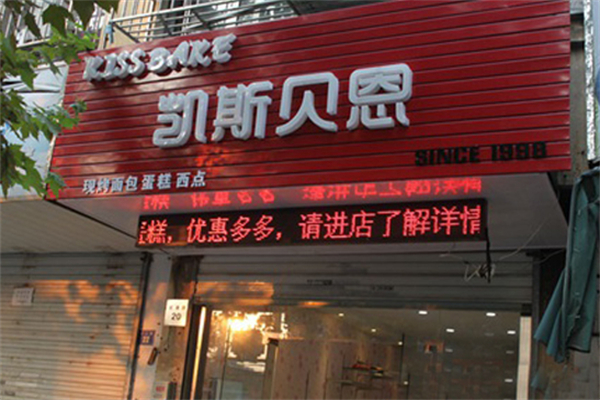 KISS BAKE
凯斯贝恩
SINCE 1998
现烤面包 蛋糕 西点
糕，优惠多多，请进店了解详情
20